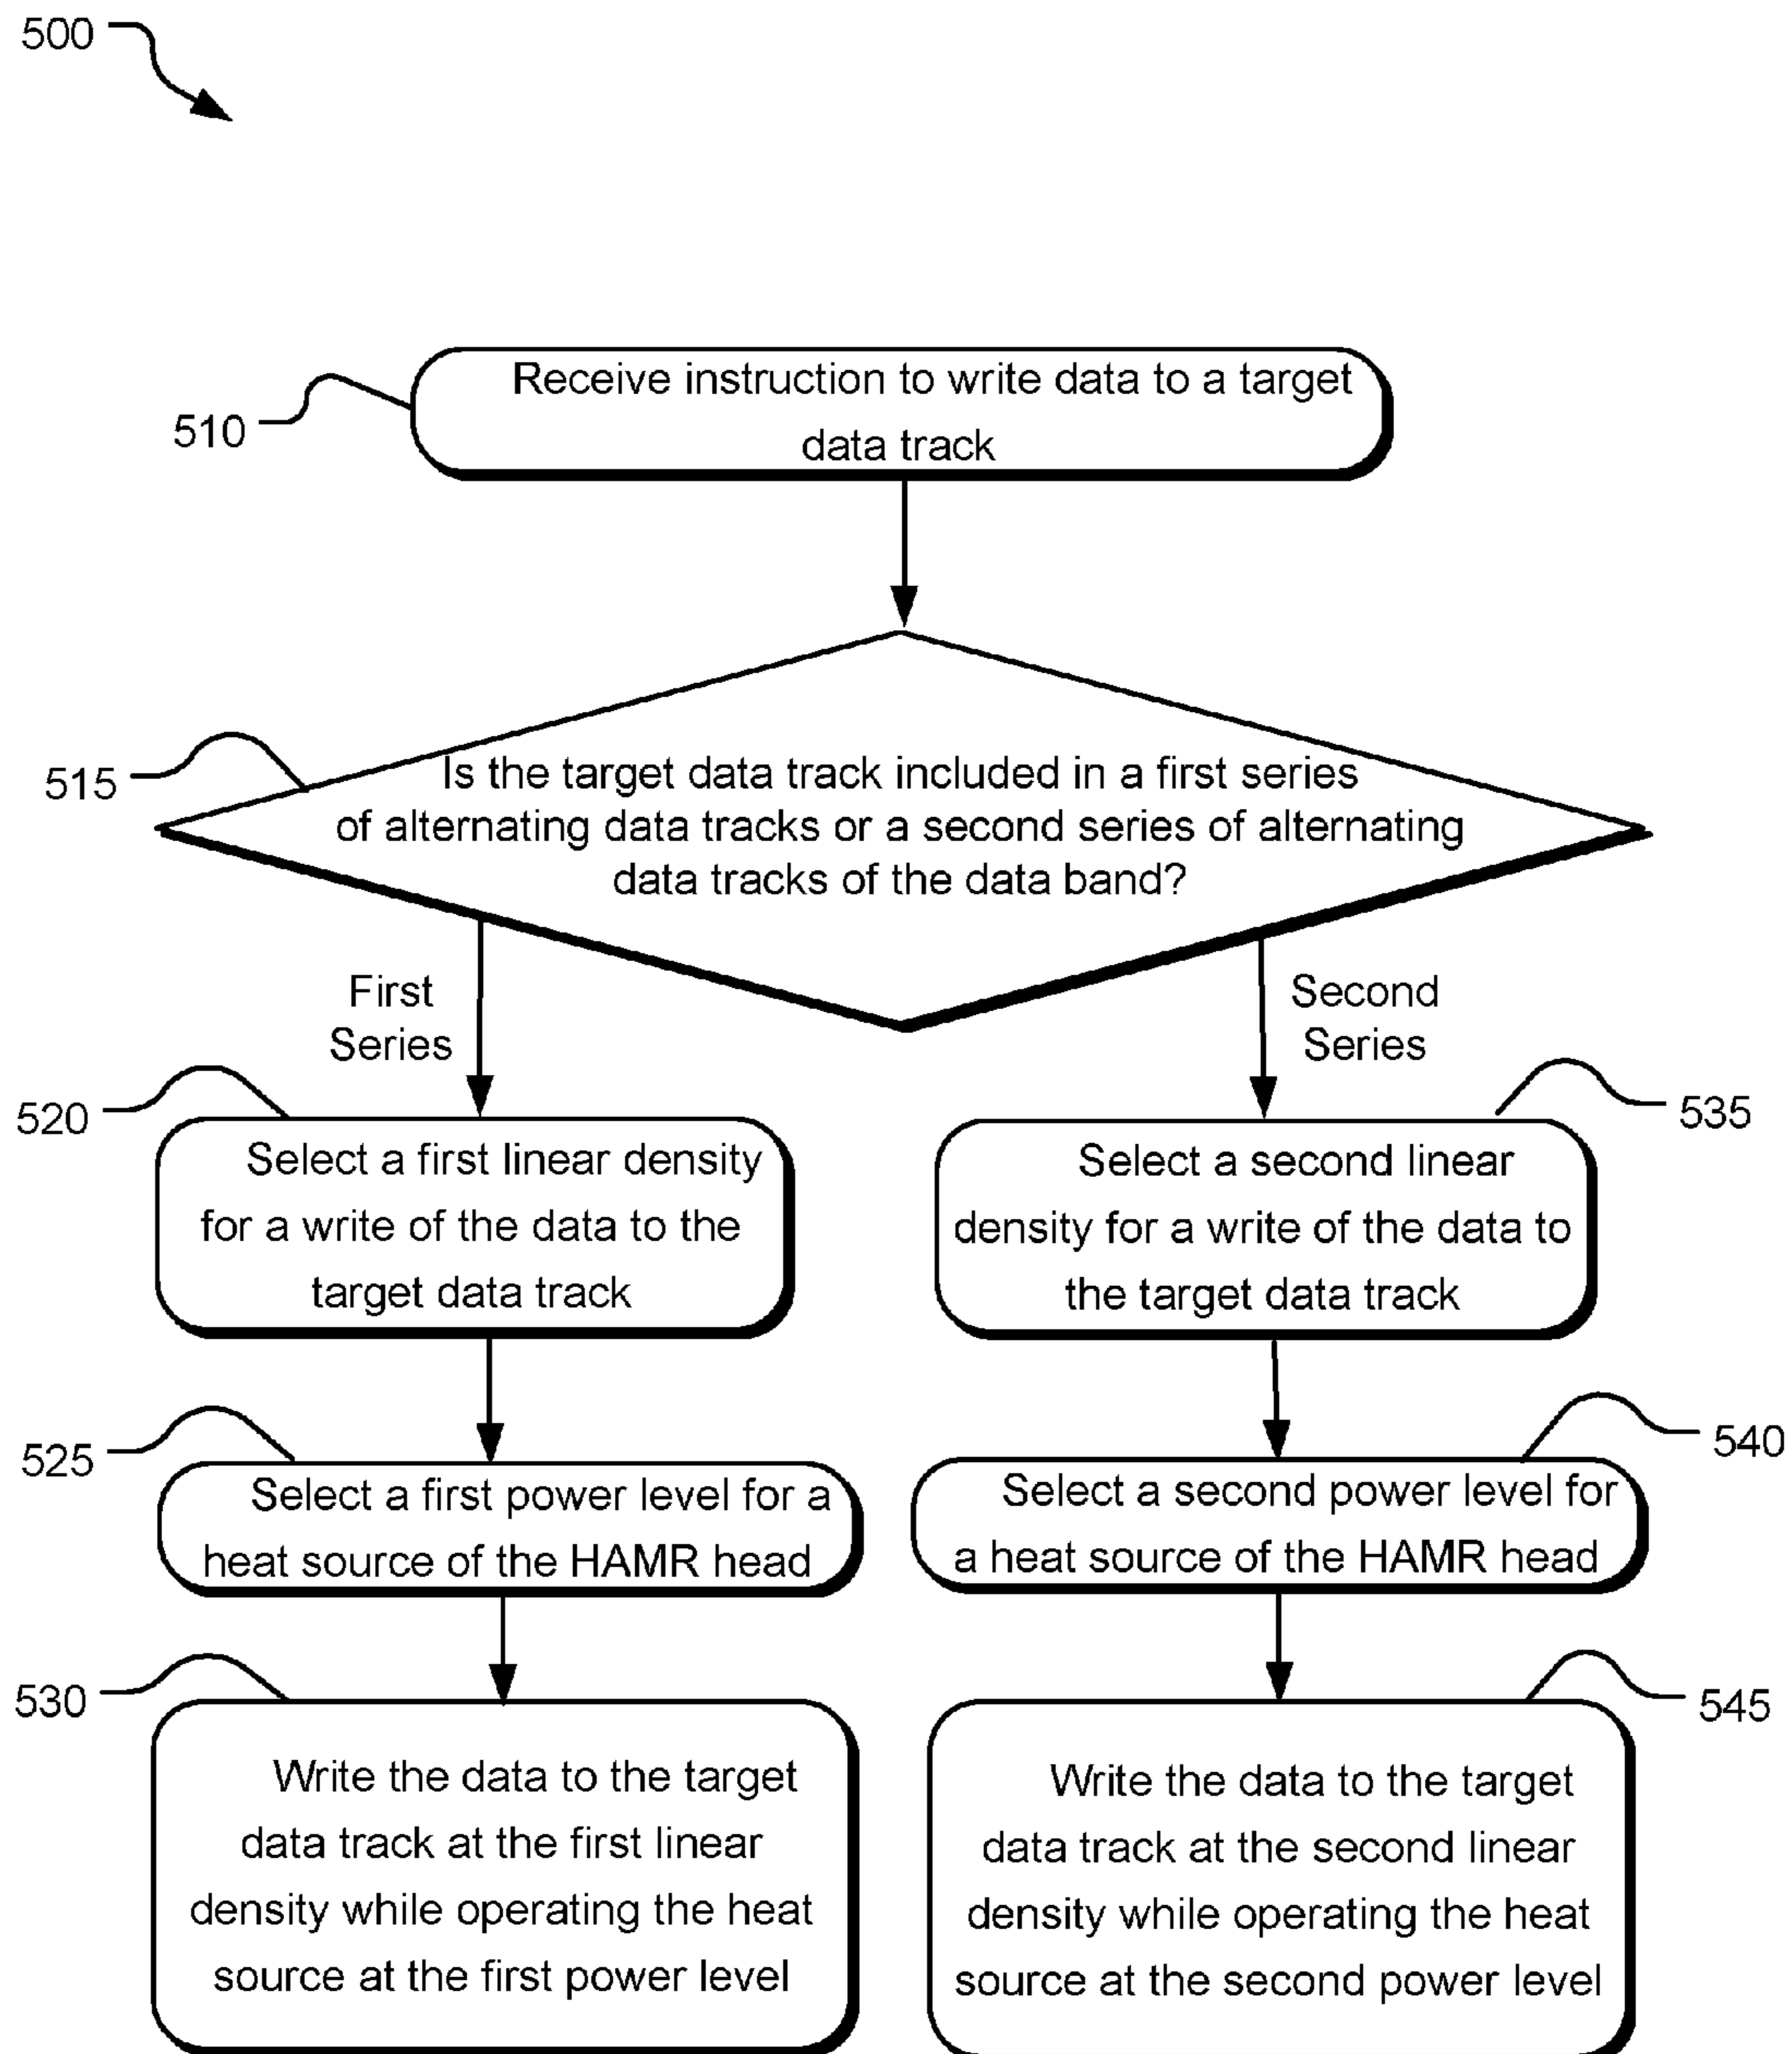 500
510
Receive instruction to write data to a target
data track
515
Is the target data track included in a first series
of alternating data tracks or a second series of alternating
data tracks of the data band?
First
Series
Second
Series
520
Select a first linear density
for a write of the data to the
target data track
535
Select a second linear
density for a write of the data to
the target data track
525
Select a first power level for a
heat source of the HAMR head
540
Select a second power level for
a heat source of the HAMR head
530
Write the data to the target
data track at the first linear
density while operating the heat
source at the first power level
545
Write the data to the target
data track at the second linear
density while operating the heat
source at the second power level